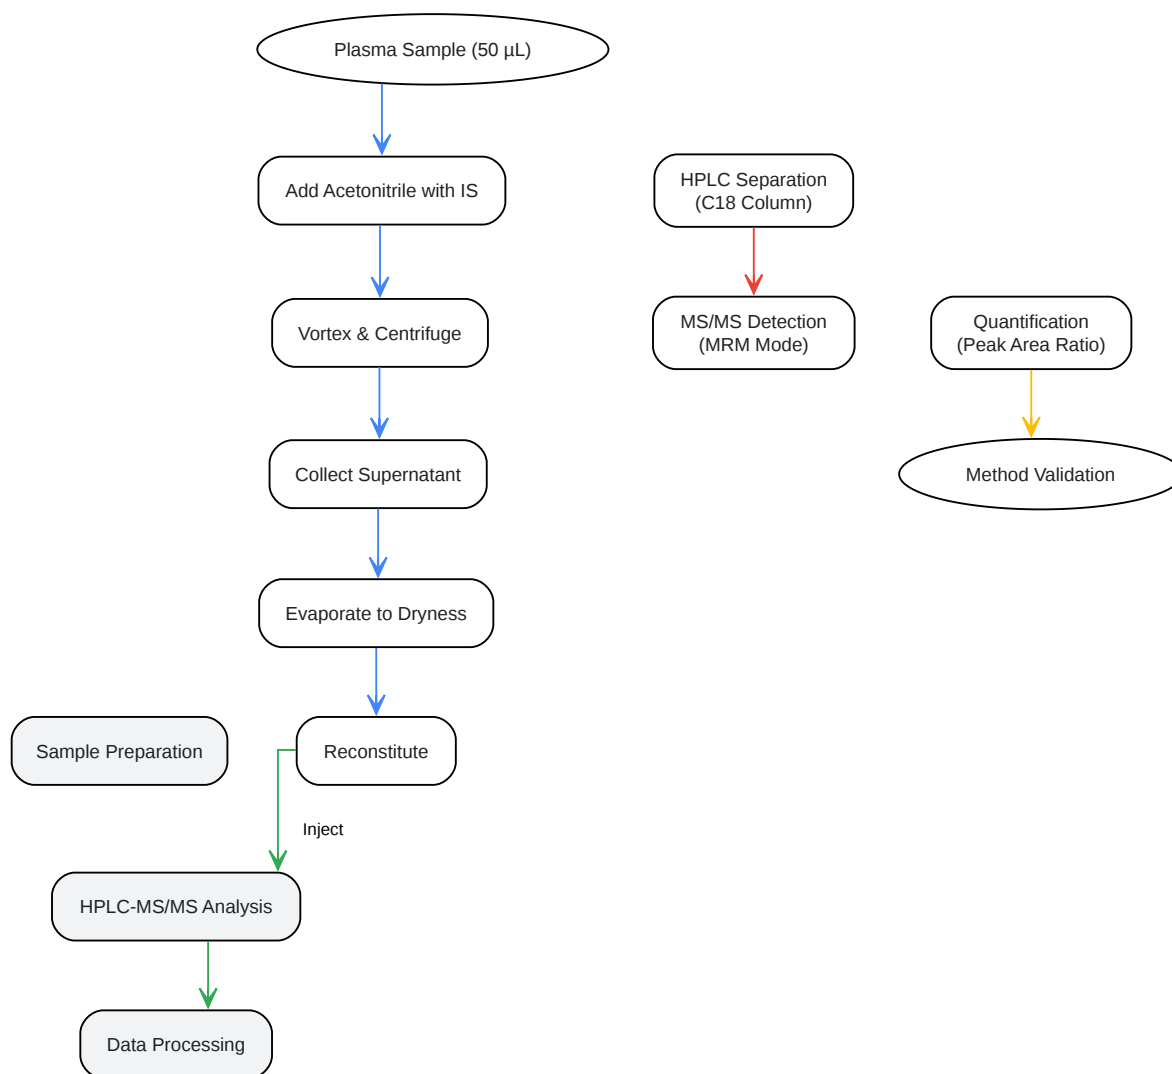 Plasma Sample (50 µL)
Add Acetonitrile with IS
Vortex & Centrifuge
Collect Supernatant
Evaporate to Dryness
Reconstitute
Sample Preparation
Inject
HPLC-MS/MS Analysis
Data Processing
HPLC Separation
(C18 Column)
MS/MS Detection
(MRM Mode)
Quantification
(Peak Area Ratio)
Method Validation